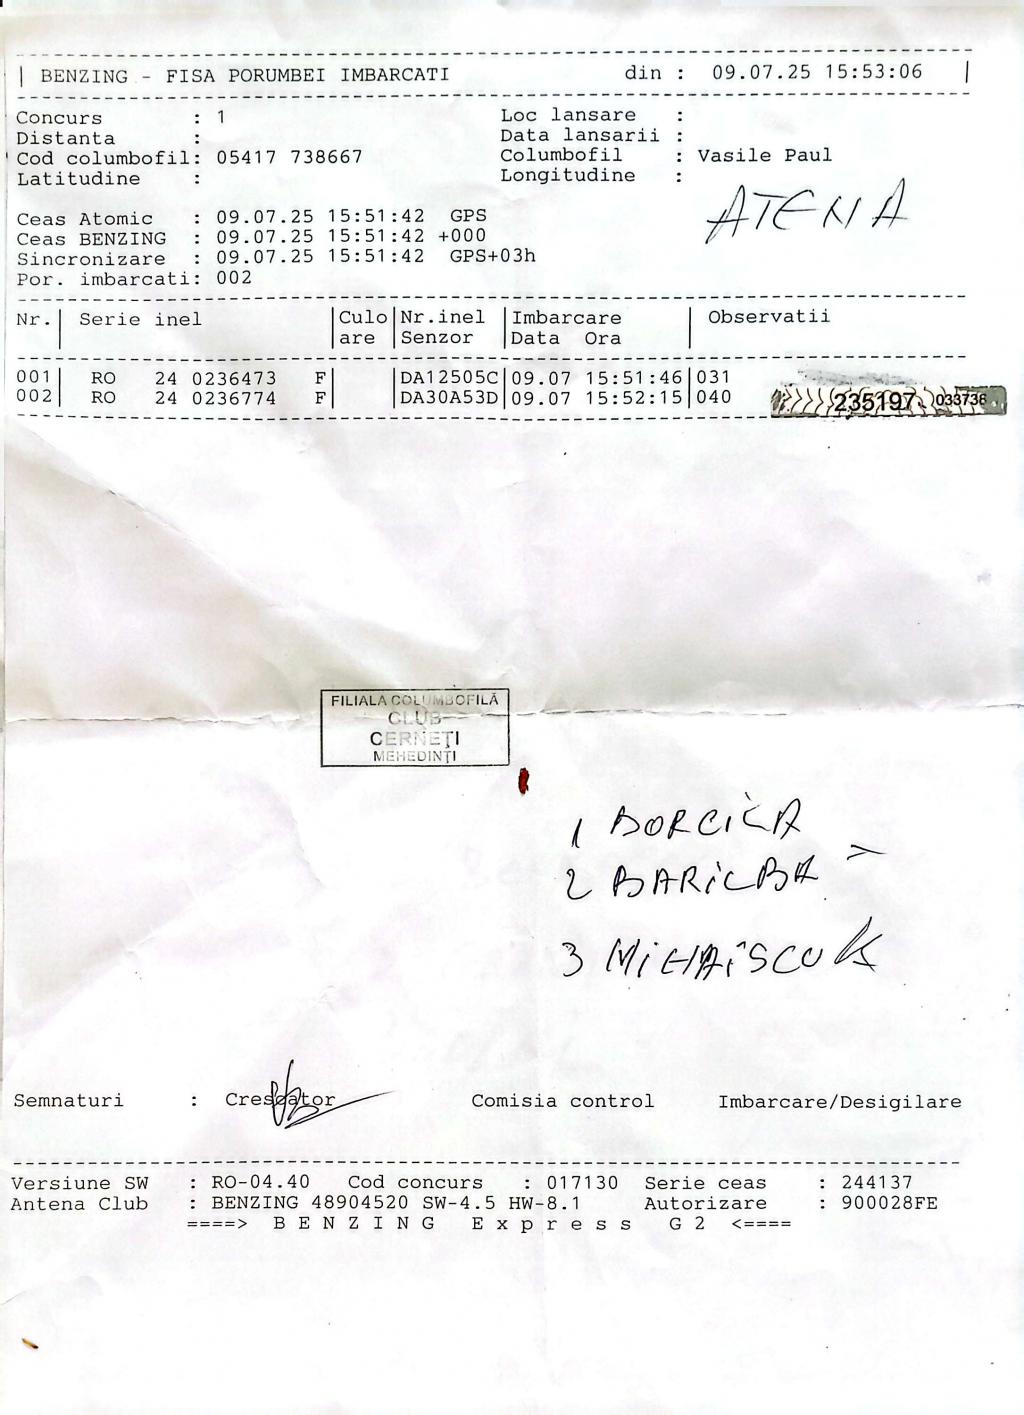 | BENZING - FISA PORUMBEI IMBARCATI din : 09.07.25 15:53:06 |
Concurs : 1 Loc lansare :
Distanta : Data lansarii :
Cod columbofil: 05417 738667 Columbofil : Vasile Paul
Latitudine : Longitudine :
ATENA
Ceas Atomic : 09.07.25 15:51:42 GPS
Ceas BENZING : 09.07.25 15:51:42 +000
Sincronizare : 09.07.25 15:51:42 GPS+03h
Por. imbarcati: 002
Nr.| Serie inel |Culo|Nr.inel |Imbarcare | Observatii
| |are |Senzor |Data Ora |
001| RO 24 0236473 F| |DA12505C|09.07 15:51:46|031
002| RO 24 0236774 F| |DA30A53D|09.07 15:52:15|040
235197 033736
FILIALA COLUMBOFILĂ
CLUB
CERNEŢI
MEHEDINŢI
1 BORCILA
2
3 MIHAISCU
Semnaturi : Crescator Comisia control Imbarcare/Desigilare
Versiune SW : RO-04.40 Cod concurs : 017130 Serie ceas : 244137
Antena Club : BENZING 48904520 SW-4.5 HW-8.1 Autorizare : 900028FE
====> B E N Z I N G E x p r e s s G 2 <====